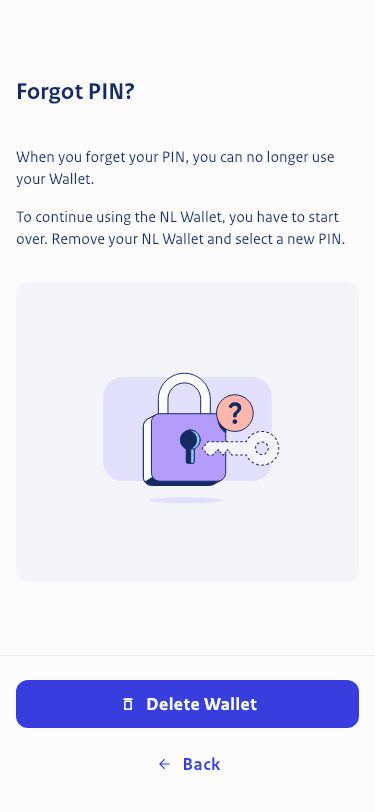 Forgot PIN?
When you forget your PIN, you can no longer use
your Wallet.
To continue using the NL Wallet, you have to start
over. Remove your NL Wallet and select a new PIN.
?
Delete Wallet
Back